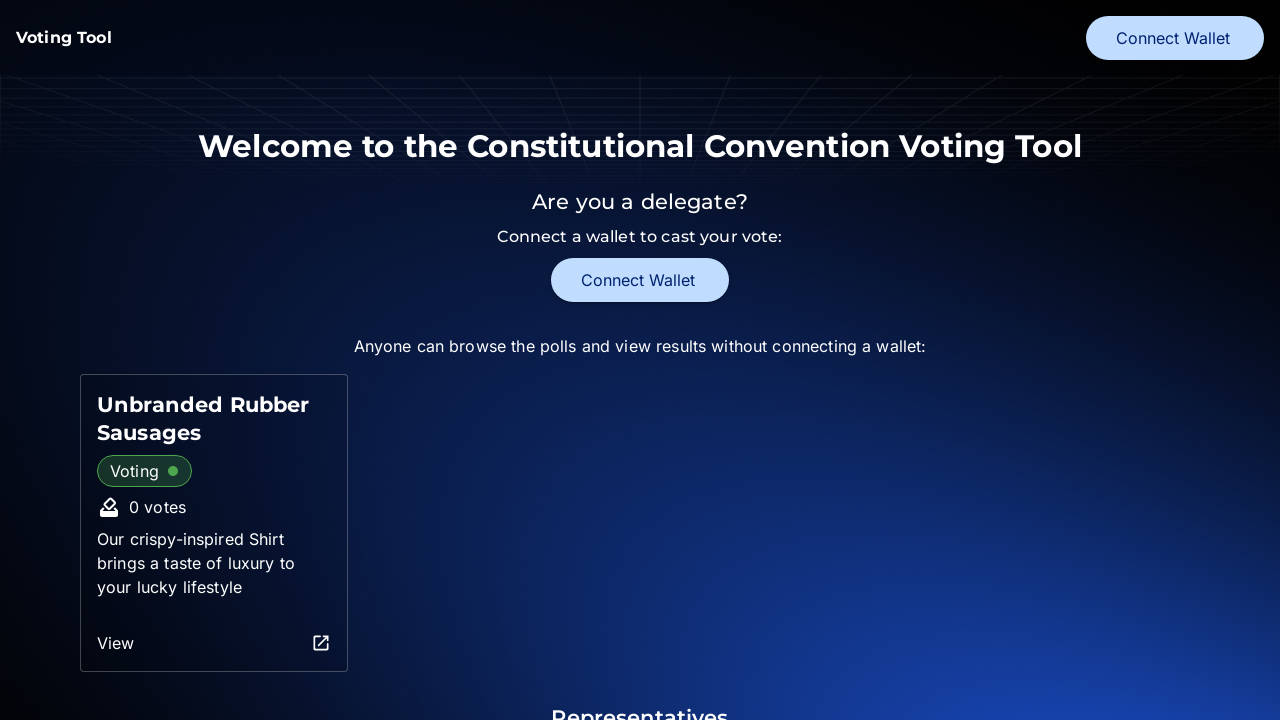 Voting Tool
Connect Wallet
Welcome to the Constitutional Convention Voting Tool
Are you a delegate?
Connect a wallet to cast your vote:
Connect Wallet
Anyone can browse the polls and view results without connecting a wallet:
Unbranded Rubber
Sausages
Voting
0 votes
Our crispy-inspired Shirt
brings a taste of luxury to
your lucky lifestyle
View
Representatives